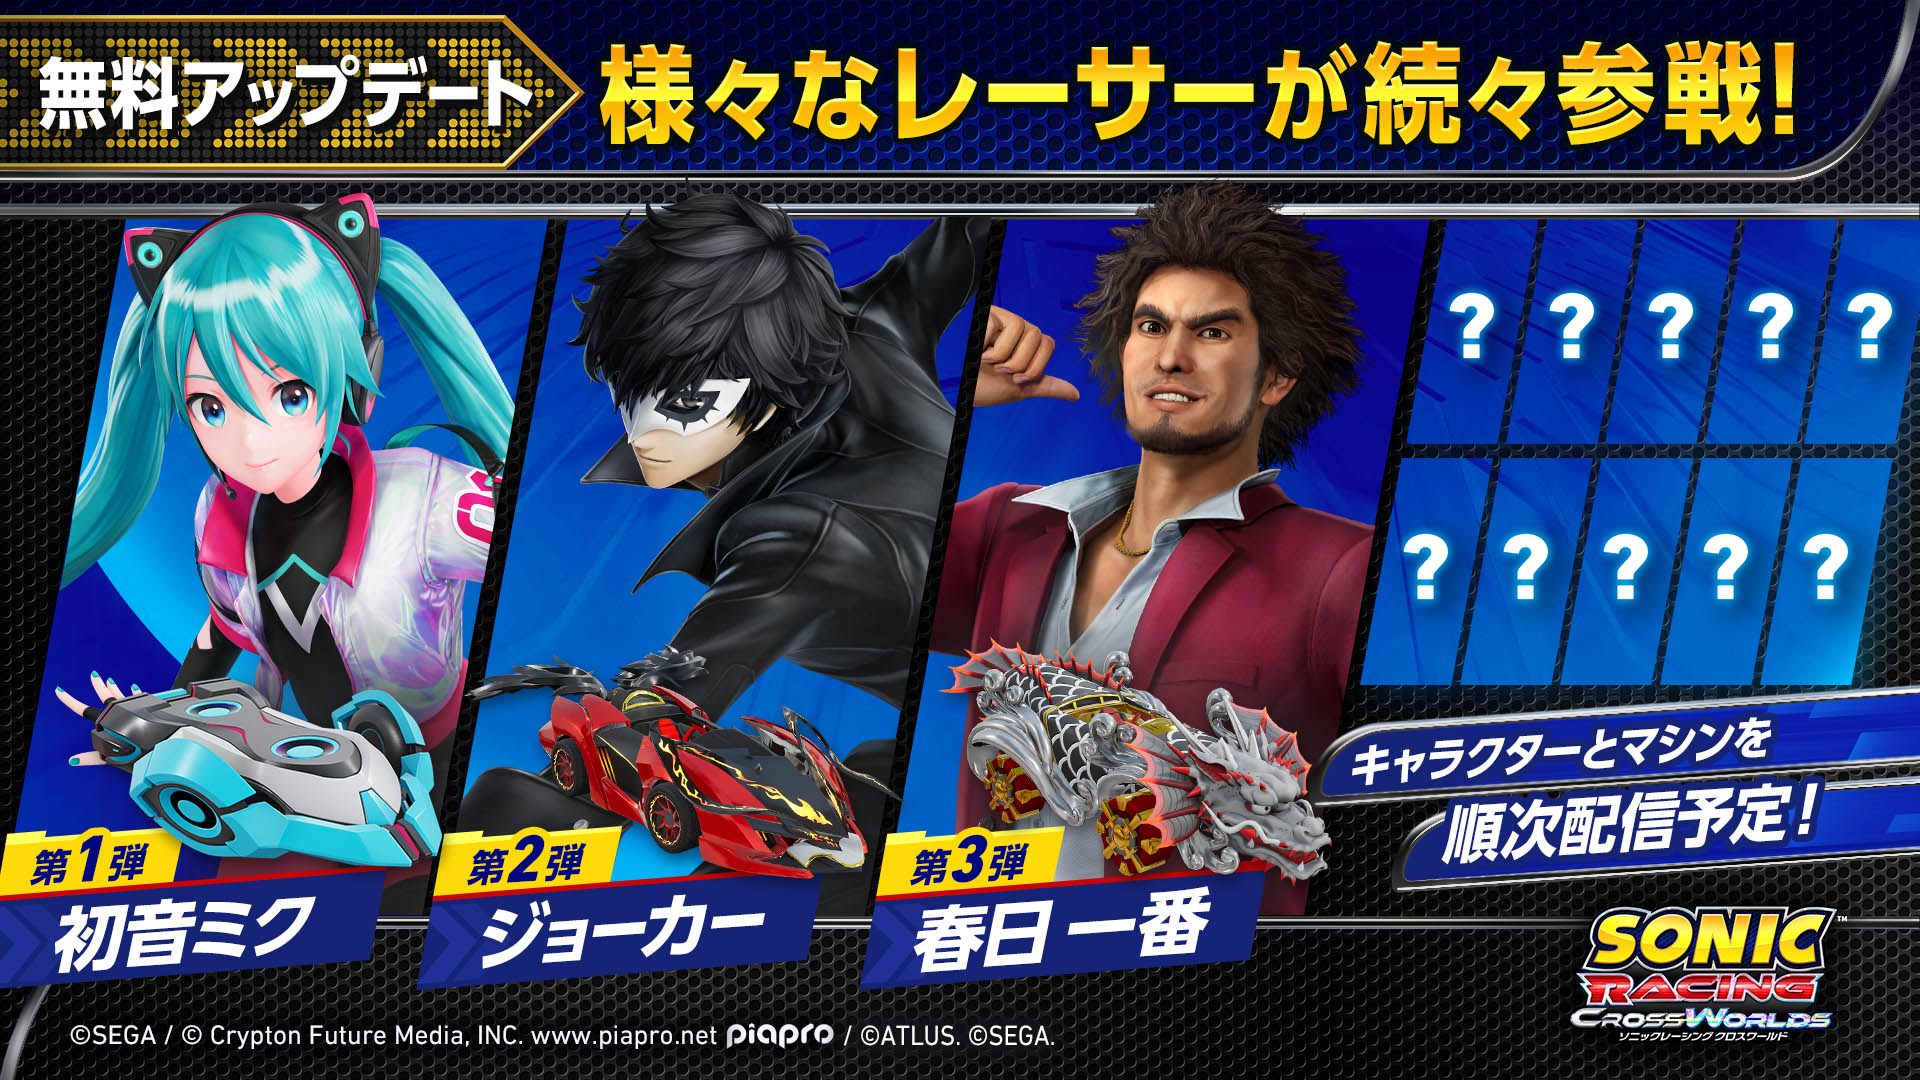 無料アップデート
様々なレーサーが続々参戦!
? ? ? ? ?
? ? ? ? ?
キャラクターとマシンを
順次配信予定!
第1弾
初音ミク
第2弾
ジョーカー
第3弾
春日一番
SONIC
RACING
CROSSWORLDS
ソニックレーシング クロスワールド
TM
02
©SEGA / © Crypton Future Media, INC. www.piapro.net piapro / ©ATLUS. ©SEGA.